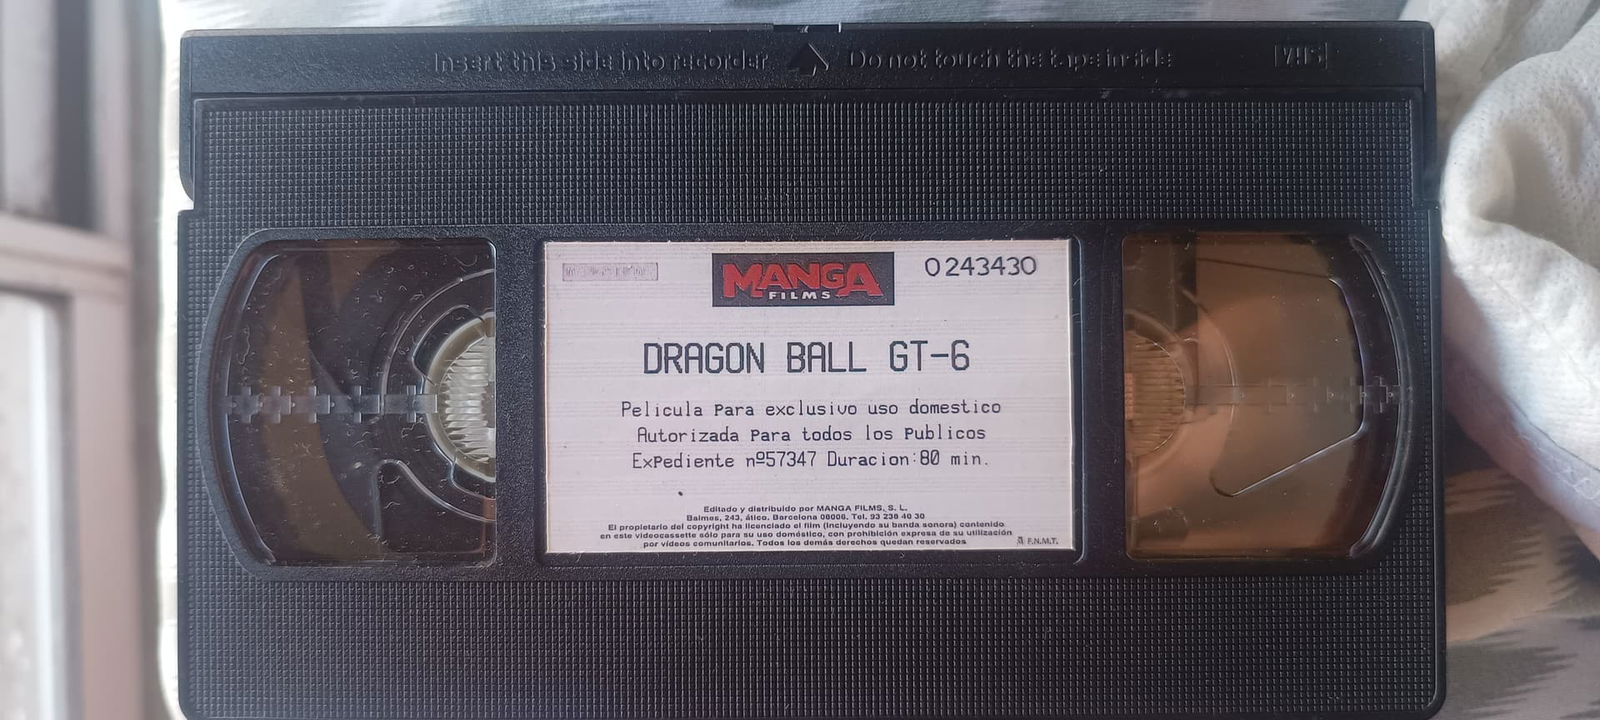 Insert this side into recorder Do not touch the tape inside VHS
MANGA
FILMS
0243430
DRAGON BALL GT-6
Pelicula Para exclusivo uso domestico
Autorizada Para todos los Publicos
ExPediente nº57347 Duracion:80 min.
Editado y distribuido por MANGA FILMS, S. L.
Balmes, 243, ático. Barcelona 08006. Tel. 93 238 40 30
El propietario del copyright ha licenciado el film (incluyendo su banda sonora) contenido
en este videocassette sólo para su uso doméstico, con prohibición expresa de su utilización
por vídeos comunitarios. Todos los demás derechos quedan reservados
F.N.M.T.